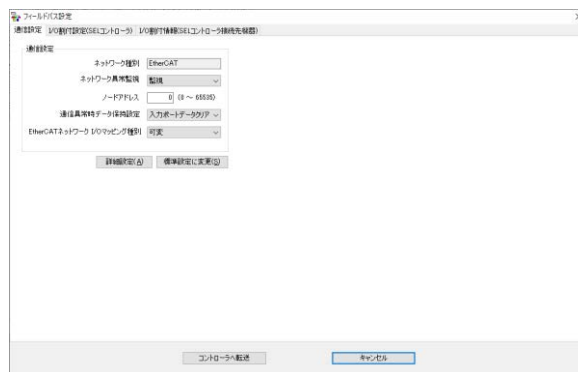 フィールドバス設定
通信設定 I/O割付設定(SELコントローラ) I/O割付情報(SELコントローラ接続先機器)
通信設定
ネットワーク種別 EtherCAT
ネットワーク異常監視 監視
ノードアドレス 0 (0 ～ 65535)
通信異常時データ保持設定 入力ポートデータクリア
EtherCATネットワーク I/Oマッピング種別 可変
詳細設定(A) 標準設定に変更(S)
コントローラへ転送 キャンセル